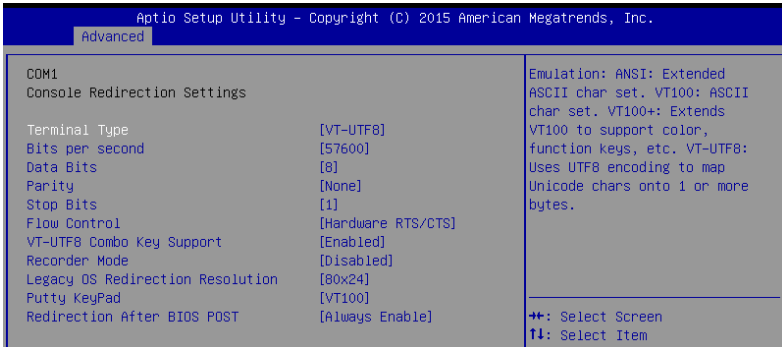 Aptio Setup Utility – Copyright (C) 2015 American Megatrends, Inc.
Advanced
COM1
Console Redirection Settings
Terminal Type [VT-UTF8]
Bits per second [57600]
Data Bits [8]
Parity [None]
Stop Bits [1]
Flow Control [Hardware RTS/CTS]
VT-UTF8 Combo Key Support [Enabled]
Recorder Mode [Disabled]
Legacy OS Redirection Resolution [80x24]
Putty KeyPad [VT100]
Redirection After BIOS POST [Always Enable]
Emulation: ANSI: Extended
ASCII char set. VT100: ASCII
char set. VT100+: Extends
VT100 to support color,
function keys, etc. VT-UTF8:
Uses UTF8 encoding to map
Unicode chars onto 1 or more
bytes.
→←: Select Screen
↑↓: Select Item